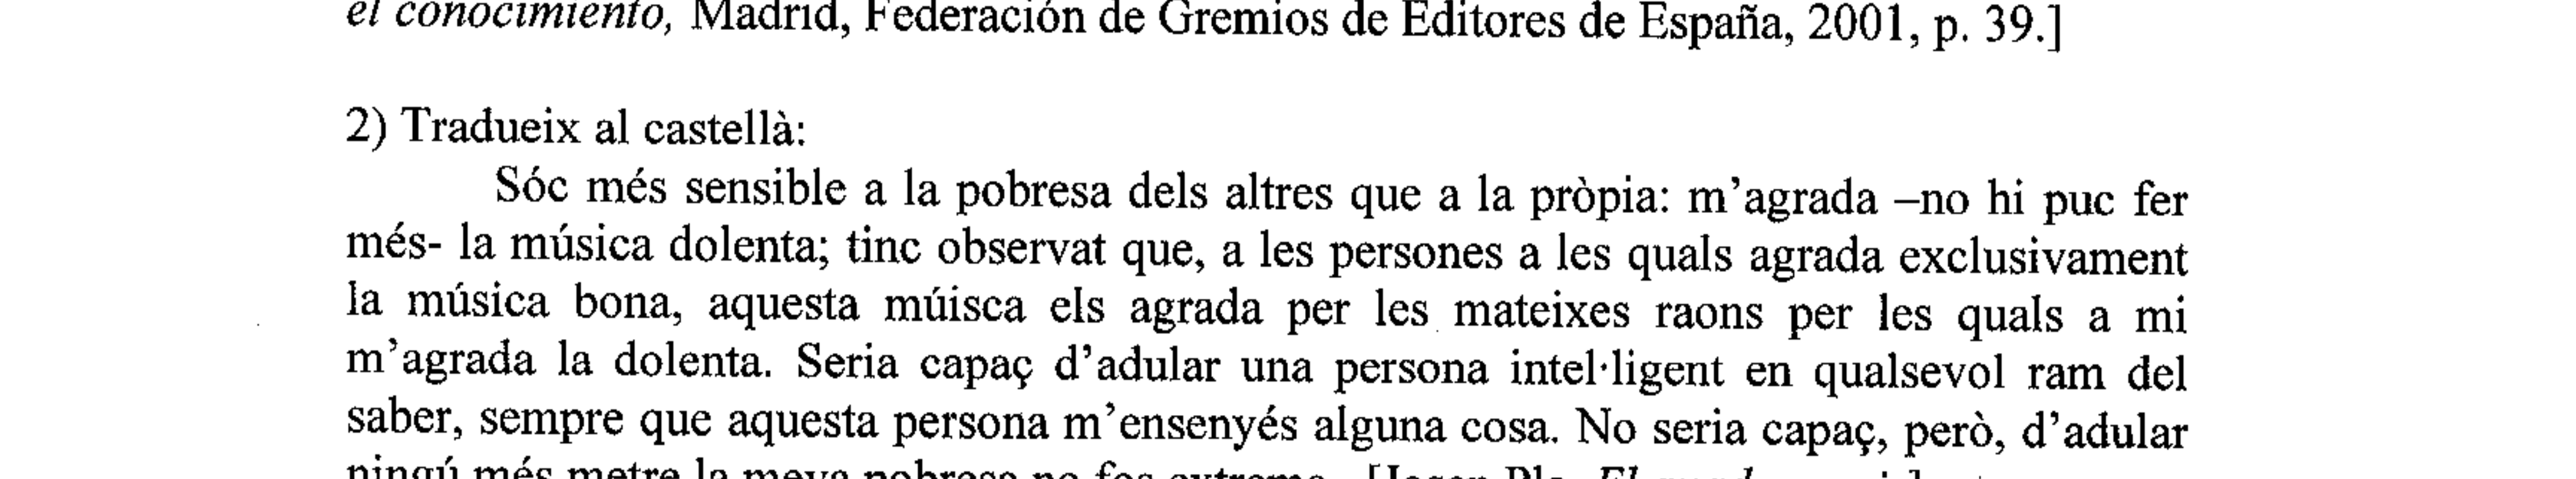 el conocimiento, Madrid, Federación de Gremios de Editores de España, 2001, p. 39.]
2) Tradueix al castellà:
Sóc més sensible a la pobresa dels altres que a la pròpia: m’agrada –no hi puc fer
més- la música dolenta; tinc observat que, a les persones a les quals agrada exclusivament
la música bona, aquesta múisca els agrada per les mateixes raons per les quals a mi
m’agrada la dolenta. Seria capaç d’adular una persona intel·ligent en qualsevol ram del
saber, sempre que aquesta persona m’ensenyés alguna cosa. No seria capaç, però, d’adular
ningú més metre la meva pobresa no fos extrema. [Josep Pla, El